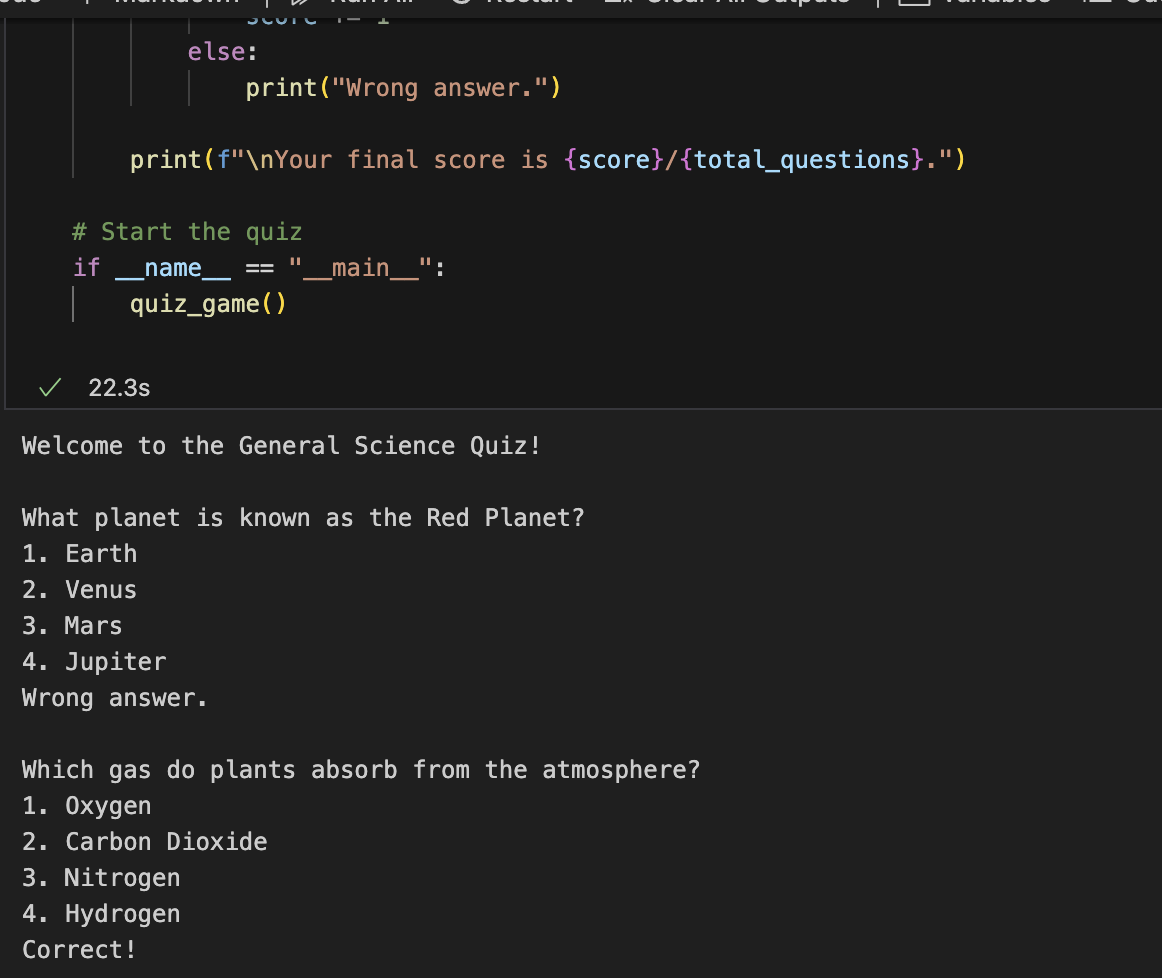 Markdown Run All Restart Clear All Outputs Variables
score += 1
else:
print("Wrong answer.")
print(f"\nYour final score is {score}/{total_questions}.")
# Start the quiz
if __name__ == "__main__":
quiz_game()
22.3s
Welcome to the General Science Quiz!
What planet is known as the Red Planet?
1. Earth
2. Venus
3. Mars
4. Jupiter
Wrong answer.
Which gas do plants absorb from the atmosphere?
1. Oxygen
2. Carbon Dioxide
3. Nitrogen
4. Hydrogen
Correct!